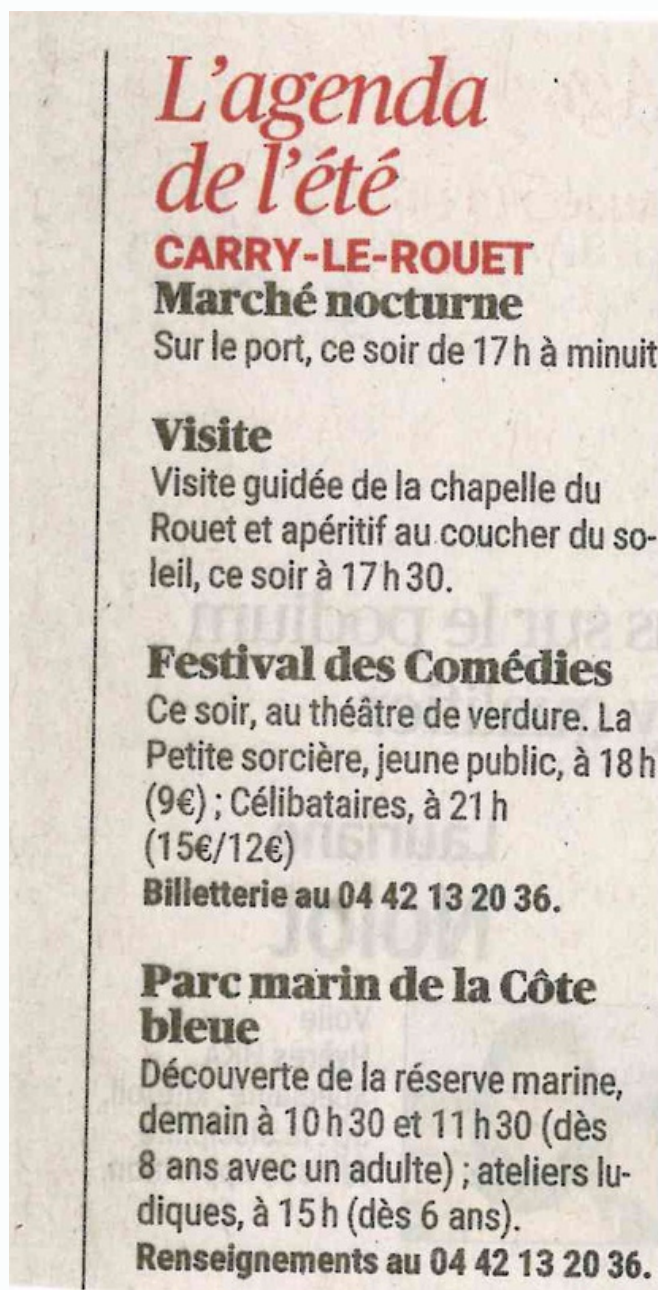 L'agenda
de l'été
CARRY-LE-ROUET
Marché nocturne
Sur le port, ce soir de 17 h à minuit
Visite
Visite guidée de la chapelle du
Rouet et apéritif au coucher du so-
leil, ce soir à 17 h 30.
Festival des Comédies
Ce soir, au théâtre de verdure. La
Petite sorcière, jeune public, à 18 h
(9€) ; Célibataires, à 21 h
(15€/12€)
Billetterie au 04 42 13 20 36.
Parc marin de la Côte
bleue
Découverte de la réserve marine,
demain à 10 h 30 et 11 h 30 (dès
8 ans avec un adulte) ; ateliers lu-
diques, à 15 h (dès 6 ans).
Renseignements au 04 42 13 20 36.